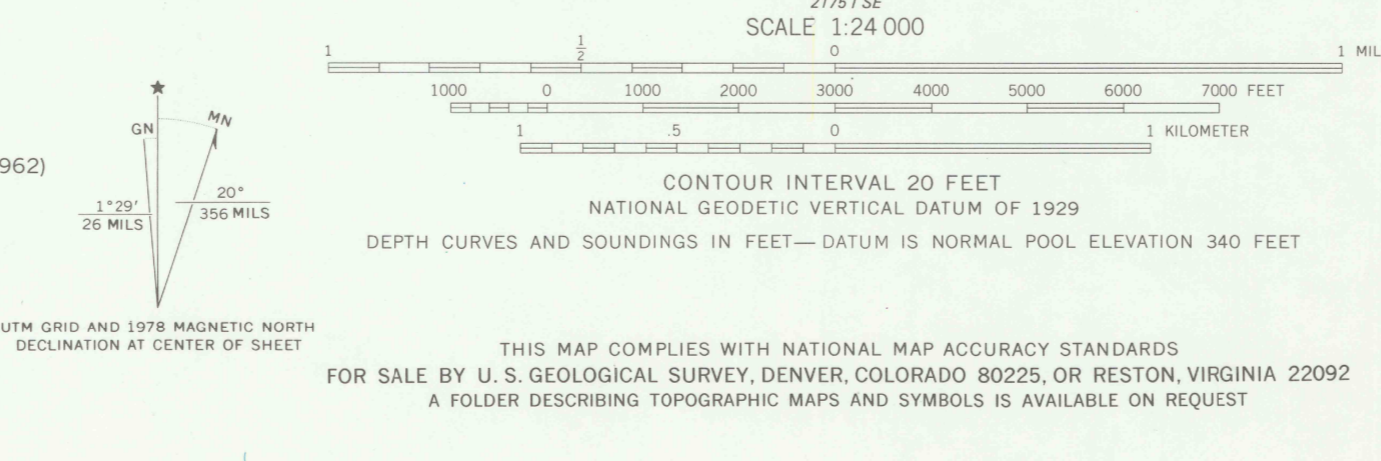 2175 I SE
SCALE 1:24 000
1 1/2 0 1 MIL
1000 0 1000 2000 3000 4000 5000 6000 7000 FEET
1 .5 0 1 KILOMETER
CONTOUR INTERVAL 20 FEET
NATIONAL GEODETIC VERTICAL DATUM OF 1929
DEPTH CURVES AND SOUNDINGS IN FEET—DATUM IS NORMAL POOL ELEVATION 340 FEET
THIS MAP COMPLIES WITH NATIONAL MAP ACCURACY STANDARDS
FOR SALE BY U. S. GEOLOGICAL SURVEY, DENVER, COLORADO 80225, OR RESTON, VIRGINIA 22092
A FOLDER DESCRIBING TOPOGRAPHIC MAPS AND SYMBOLS IS AVAILABLE ON REQUEST
962)
★
GN MN
1°29′ 20°
26 MILS 356 MILS
UTM GRID AND 1978 MAGNETIC NORTH
DECLINATION AT CENTER OF SHEET